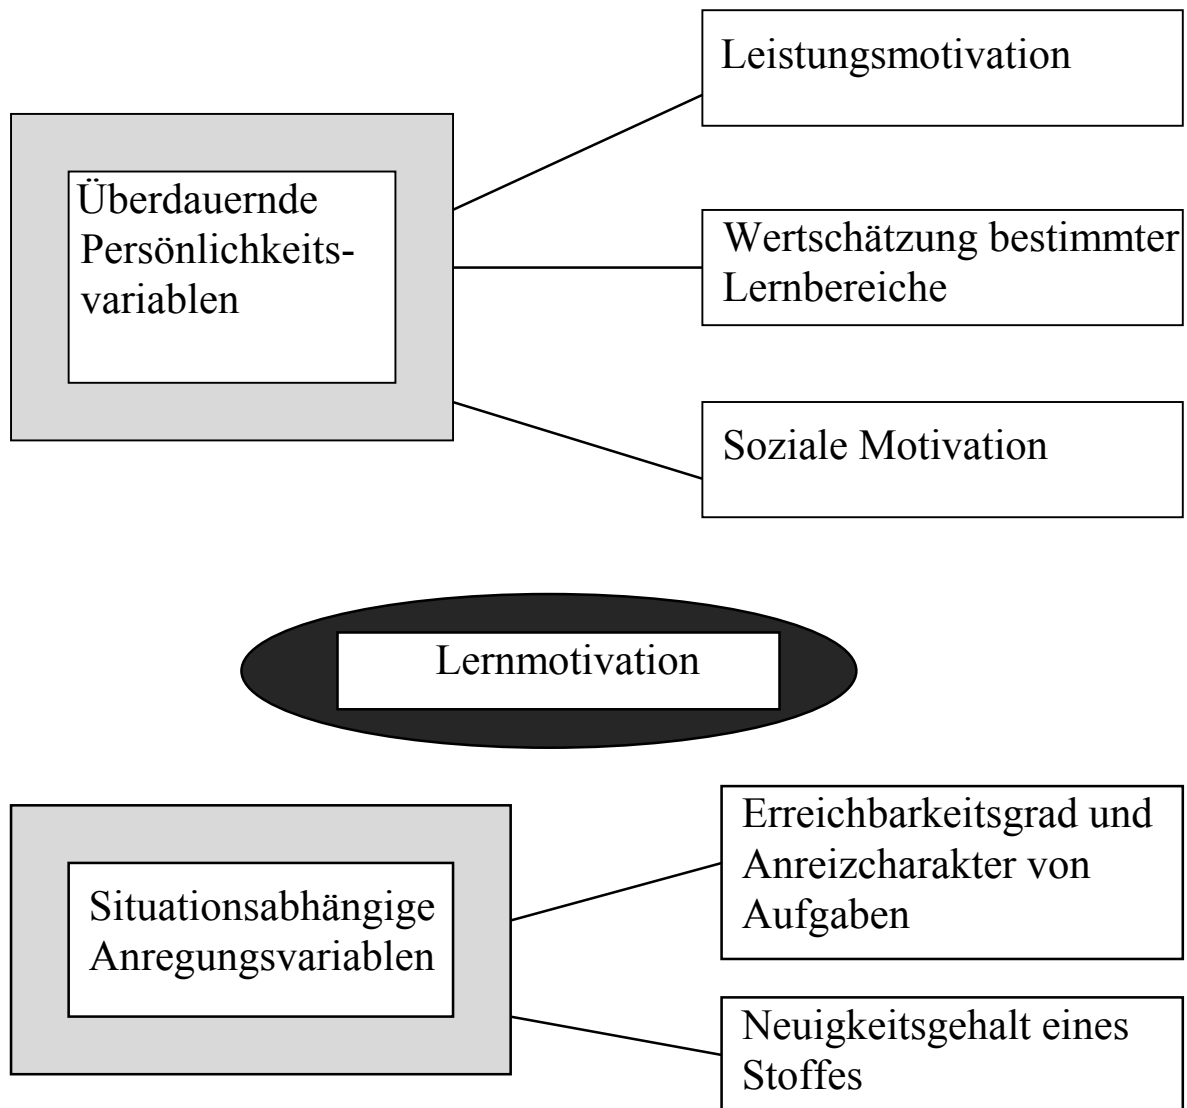 Leistungsmotivation
Überdauernde
Persönlichkeits-
variablen
Wertschätzung bestimmter
Lernbereiche
Soziale Motivation
Lernmotivation
Situationsabhängige
Anregungsvariablen
Erreichbarkeitsgrad und
Anreizcharakter von
Aufgaben
Neuigkeitsgehalt eines
Stoffes